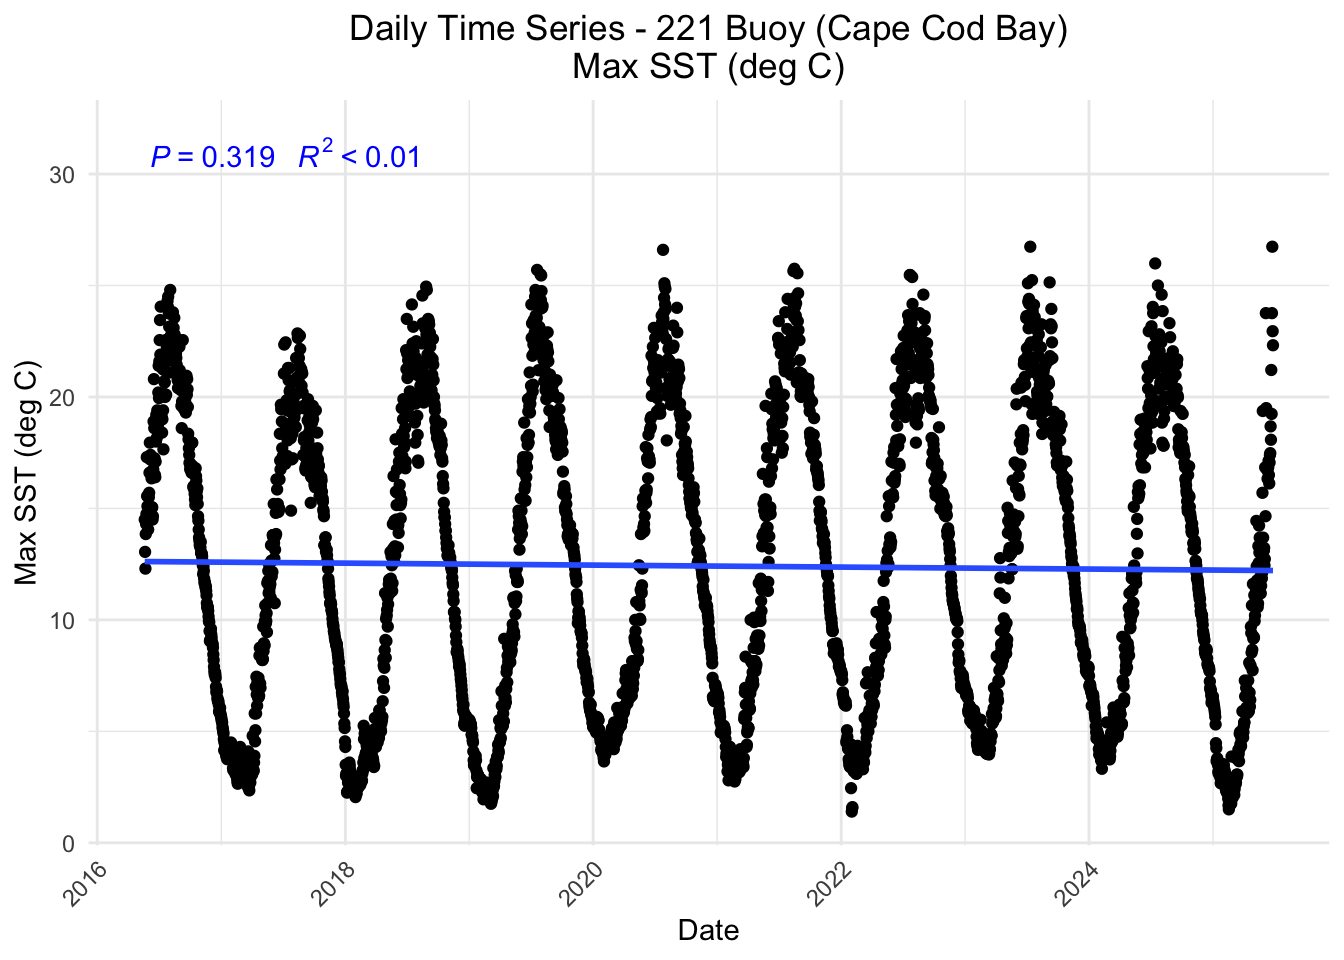 Daily Time Series - 221 Buoy (Cape Cod Bay)
Max SST (deg C)
P = 0.319 R² < 0.01
Max SST (deg C)
30
20
10
0
2016
2018
2020
2022
2024
Date